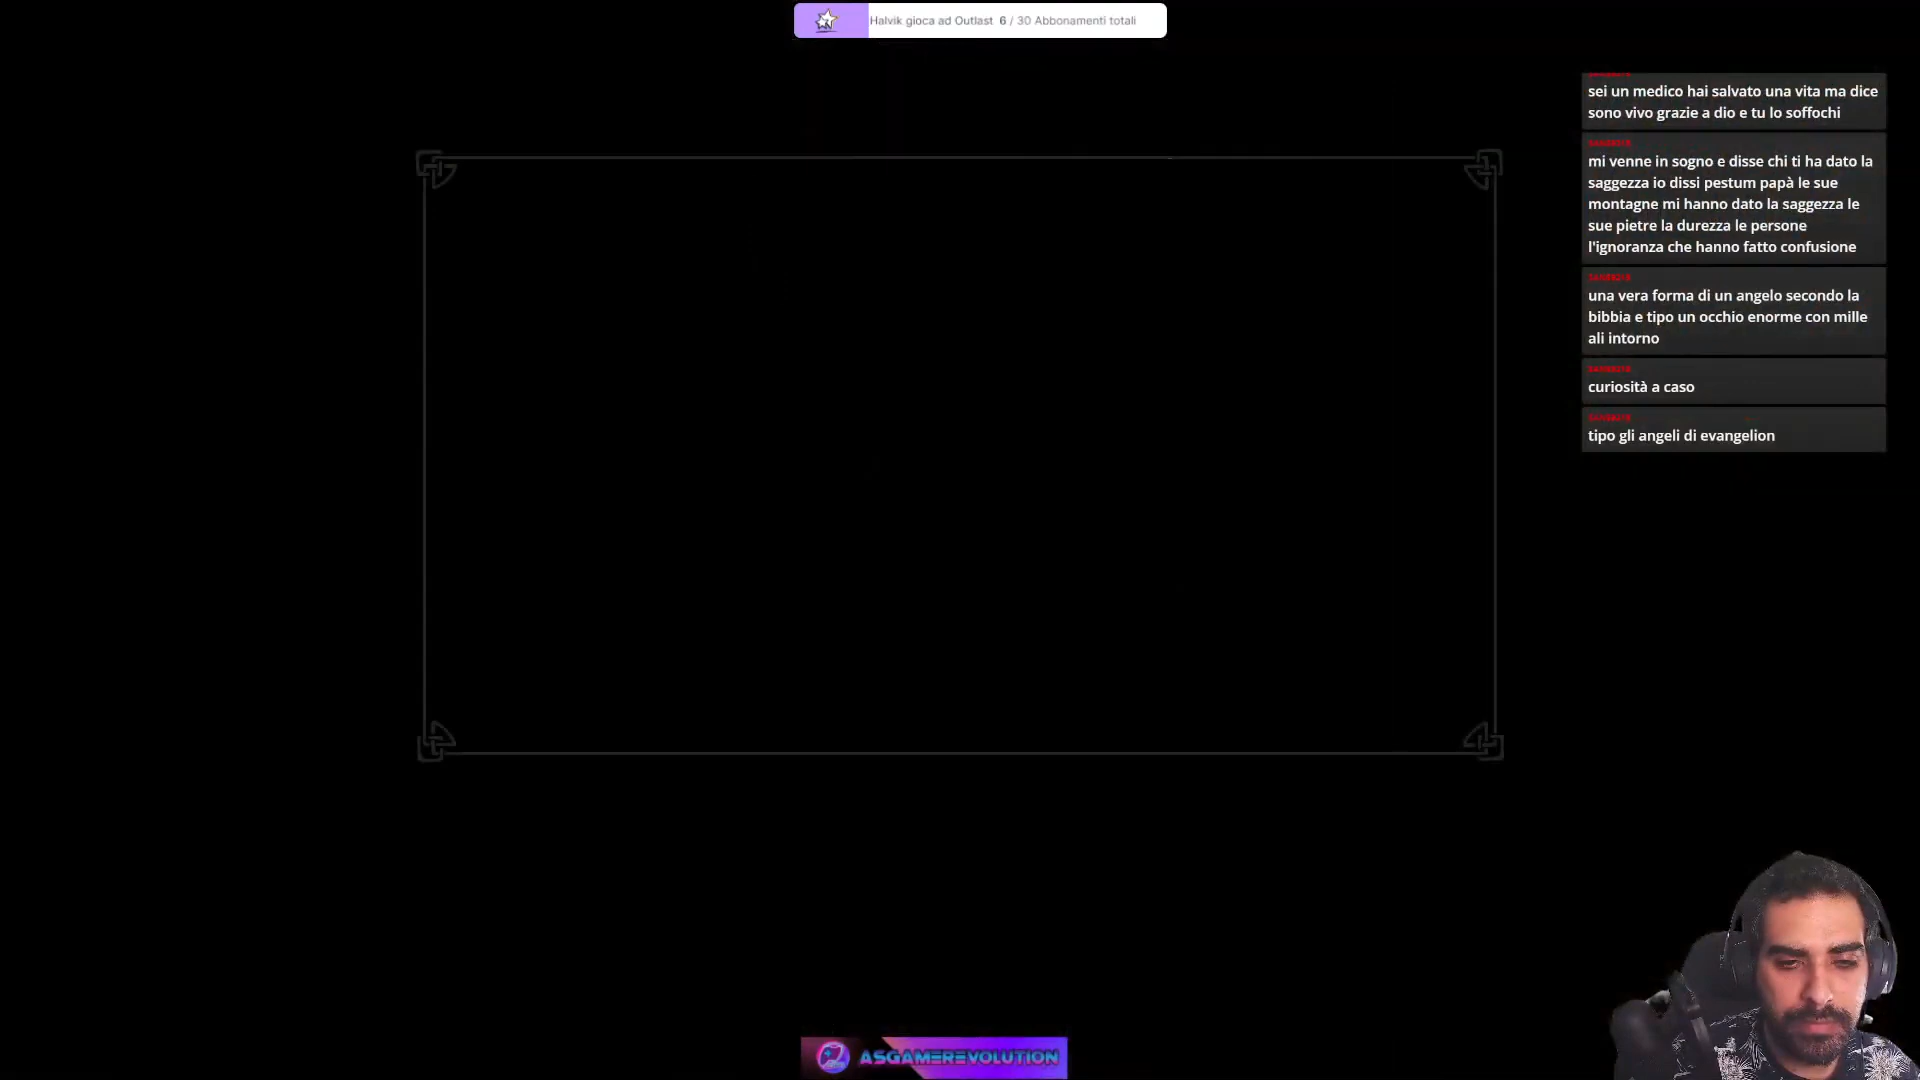 Halvik gioca ad Outlast 6 / 30 Abbonamenti totali
sei un medico hai salvato una vita ma dice
sono vivo grazie a dio e tu lo soffochi
mi venne in sogno e disse chi ti ha dato la
saggezza io dissi pestum papà le sue
montagne mi hanno dato la saggezza le
sue pietre la durezza le persone
l'ignoranza che hanno fatto confusione
una vera forma di un angelo secondo la
bibbia e tipo un occhio enorme con mille
ali intorno
curiosità a caso
tipo gli angeli di evangelion
ASGAMEREVOLUTION